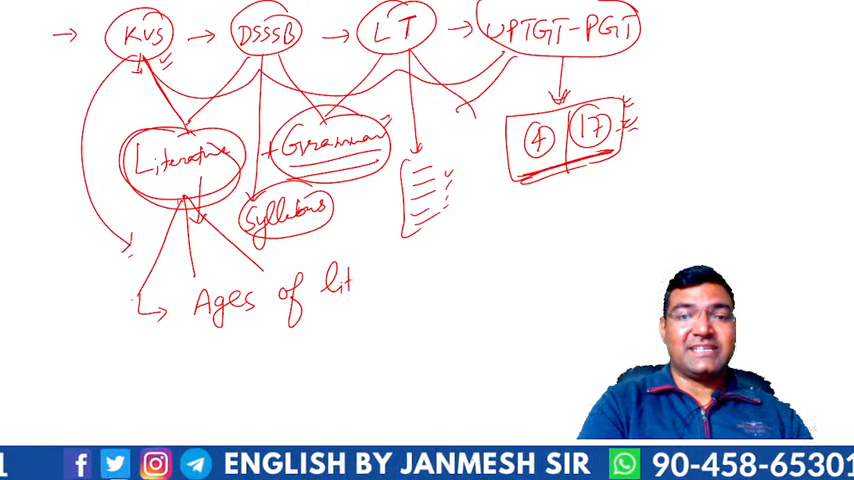 → KVS → DSSSB → LT → UPTGT-PGT
Literature + Grammar
4 17
Syllabus
↳ Ages of lit
1 ENGLISH BY JANMESH SIR 90-458-65301